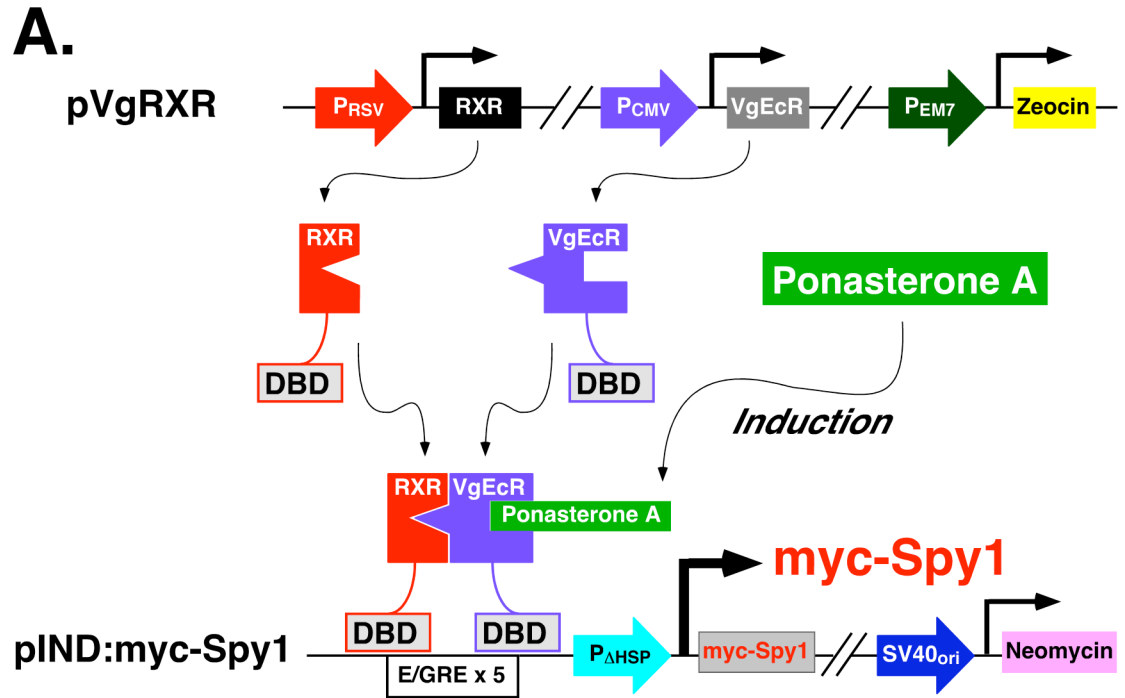 A.
pVgRXR
PRSV
RXR
PCMV
VgEcR
PEM7
Zeocin
RXR
VgEcR
Ponasterone A
DBD
DBD
Induction
RXR
VgEcR
Ponasterone A
myc-Spy1
DBD
DBD
pIND:myc-Spy1
PΔHSP
myc-Spy1
SV40ori
Neomycin
E/GRE x 5